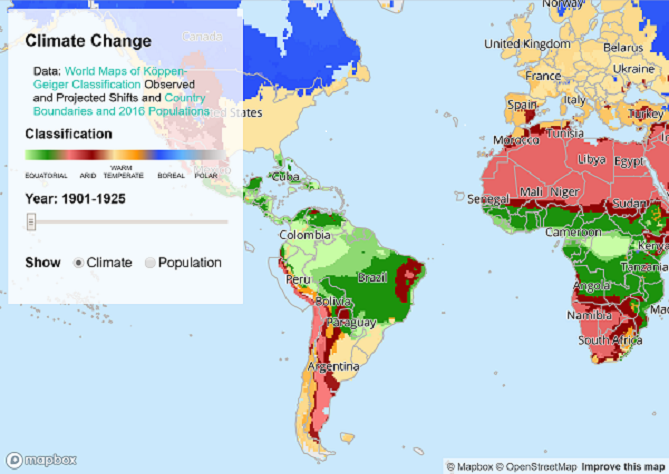 Climate Change
Data: World Maps of Köppen-
Geiger Classification Observed
and Projected Shifts and Country
Boundaries and 2016 Populations
Classification
EQUATORIAL ARID WARM TEMPERATE BOREAL POLAR
Year: 1901-1925
Show Climate Population
Canada
United States
Cuba
Colombia
Peru
Brazil
Bolivia
Paraguay
Argentina
Norway
United Kingdom
Belarus
Ukraine
France
Spain
Italy
Turkey
Morocco
Tunisia
Libya
Egypt
Mali
Niger
Sudan
Senegal
Cameroon
Kenya
Tanzania
Angola
Namibia
South Africa
mapbox
© Mapbox © OpenStreetMap Improve this map